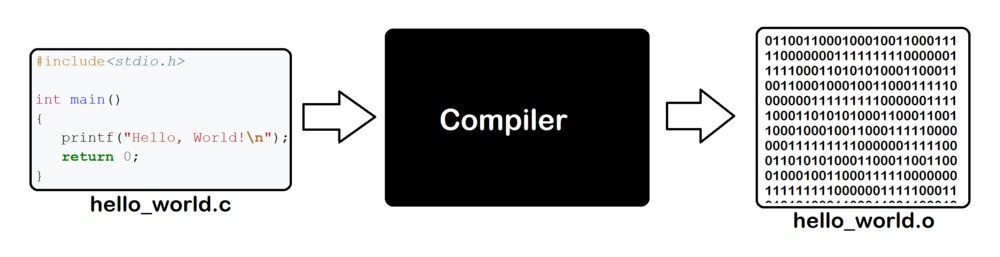 #include<stdio.h>
int main()
{
printf("Hello, World!\n");
return 0;
}
hello_world.c
Compiler
0110011000100010011000111
1100000001111111110000001
1111000110101010001100011
0011000100010011000111110
0000001111111110000001111
1000110101010001100011001
1000100010011000111110000
0001111111110000001111100
0110101010001100011001100
0100010011000111110000000
1111111110000001111100011
hello_world.o